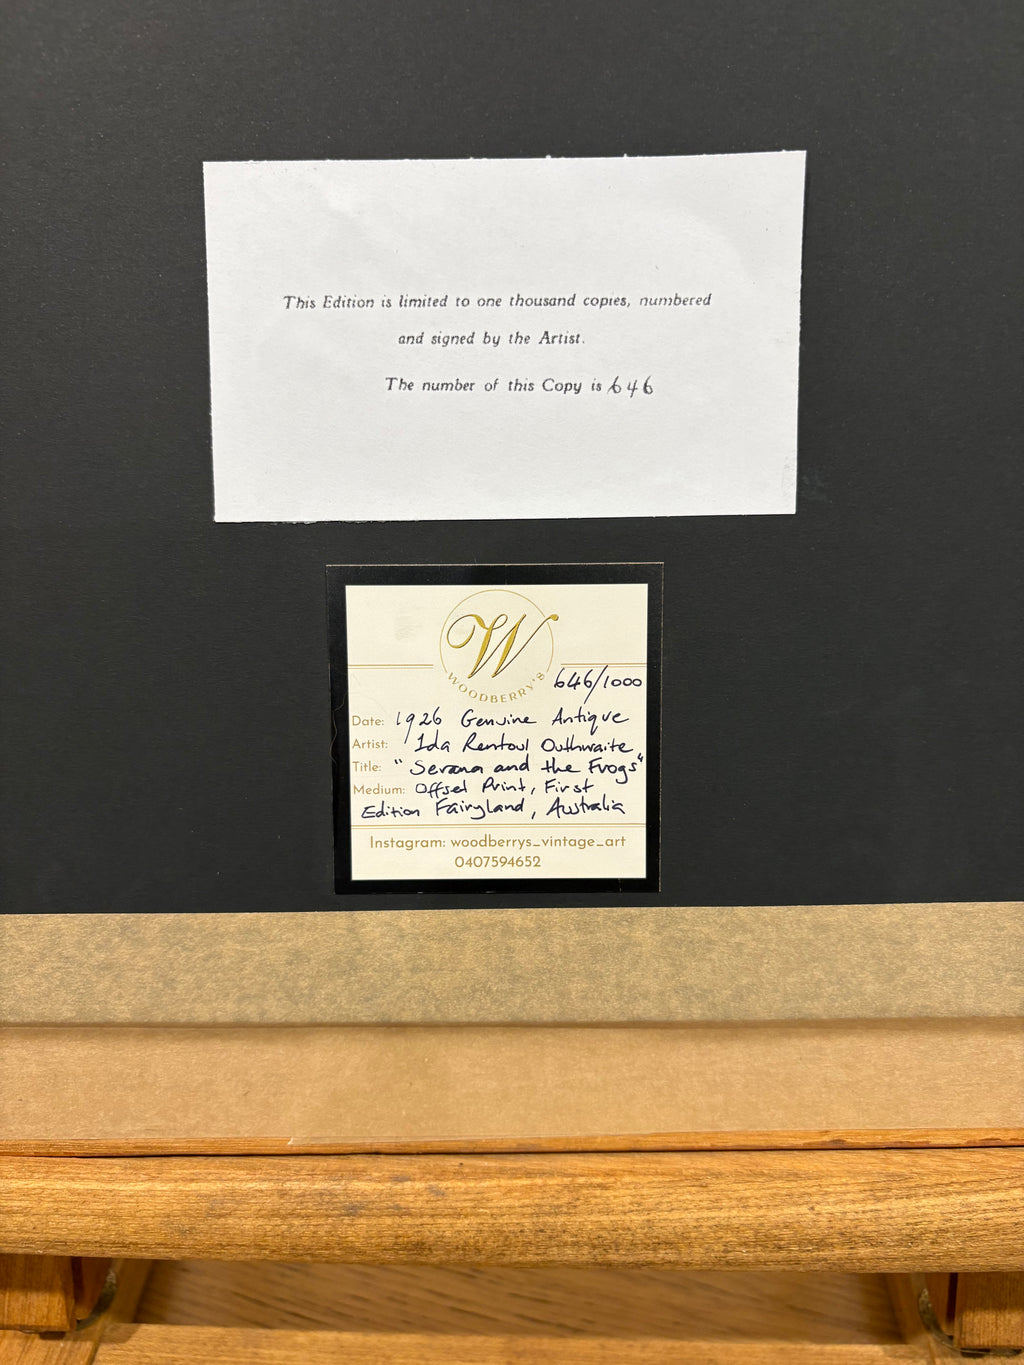 This Edition is limited to one thousand copies, numbered
and signed by the Artist.
The number of this Copy is 646
W
WOODBERRY'S
646/1000
Date: 1926 Genuine Antique
Artist: Ida Rentoul Outhwaite
Title: "Serana and the Frogs"
Medium: Offset Print, First
Edition Fairyland, Australia
Instagram: woodberrys_vintage_art
0407594652